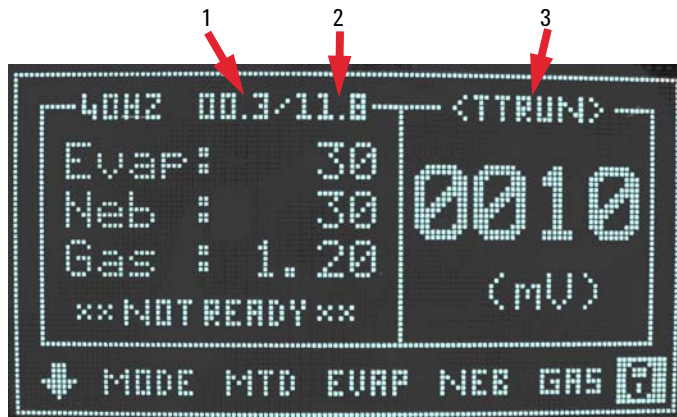 1 2 3
40HZ 00.3/11.8 <TTRUN>
Evap: 30
Neb : 30
Gas : 1.20
**NOT READY**
0010
(mV)
MODE MTD EVAP NEB GAS